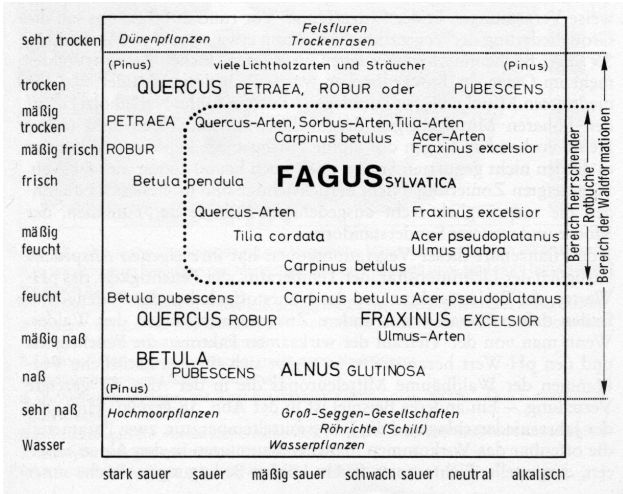 Felsfluren
sehr trocken Dünenpflanzen Trockenrasen
(Pinus) viele Lichtholzarten und Sträucher (Pinus)
trocken QUERCUS PETRAEA, ROBUR oder PUBESCENS
mäßig trocken PETRAEA Quercus-Arten, Sorbus-Arten, Tilia-Arten
Carpinus betulus Acer-Arten
mäßig frisch ROBUR Fraxinus excelsior
frisch Betula pendula FAGUS SYLVATICA
Quercus-Arten Fraxinus excelsior
mäßig feucht Tilia cordata Acer pseudoplatanus
Ulmus glabra
Carpinus betulus
feucht Betula pubescens Carpinus betulus Acer pseudoplatanus
QUERCUS ROBUR FRAXINUS EXCELSIOR
mäßig naß Ulmus-Arten
BETULA
naß PUBESCENS ALNUS GLUTINOSA
(Pinus)
sehr naß Hochmoorpflanzen Groß-Seggen-Gesellschaften
Röhrichte (Schilf)
Wasser Wasserpflanzen
stark sauer sauer mäßig sauer schwach sauer neutral alkalisch
Bereich herrschender Rotbuche
Bereich der Waldformationen